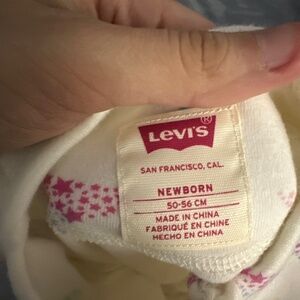 LEVI'S®
SAN FRANCISCO, CAL.
NEWBORN
50-56 CM
MADE IN CHINA
FABRIQUÉ EN CHINE
HECHO EN CHINA